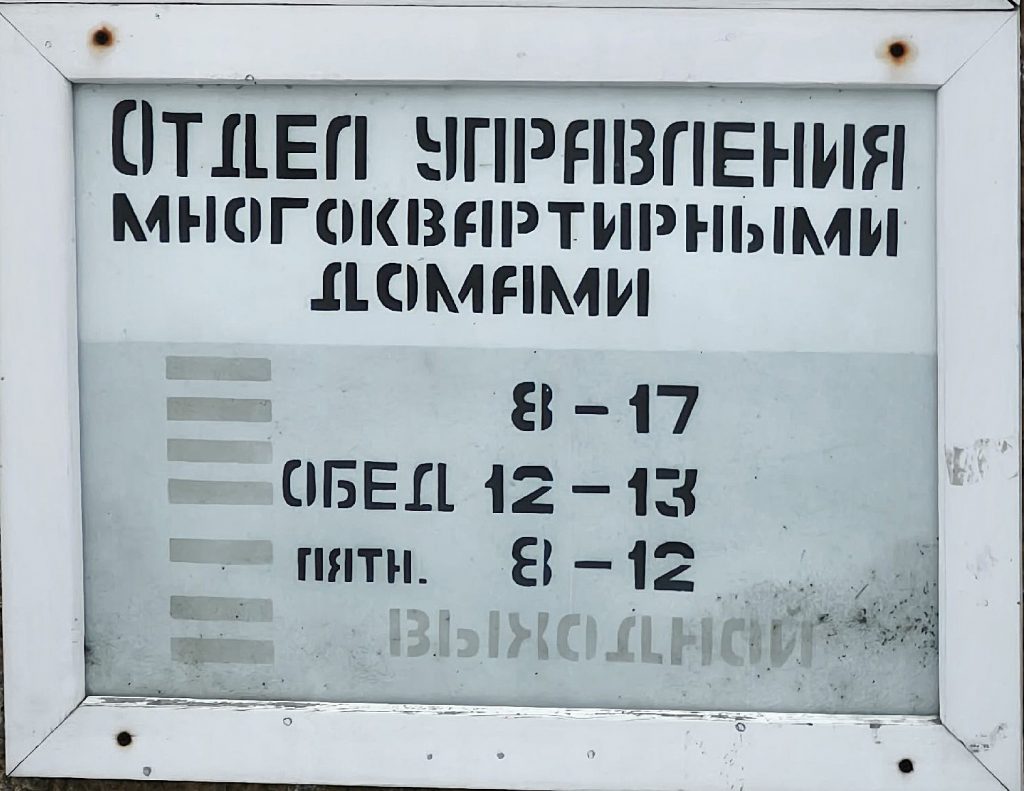 ОТДЕЛ УПРАВЛЕНИЯ
МНОГОКВАРТИРНЫМИ
ДОМАМИ
8 – 17
ОБЕД 12 – 13
ПЯТН. 8 – 12
ВЫХОДНОЙ